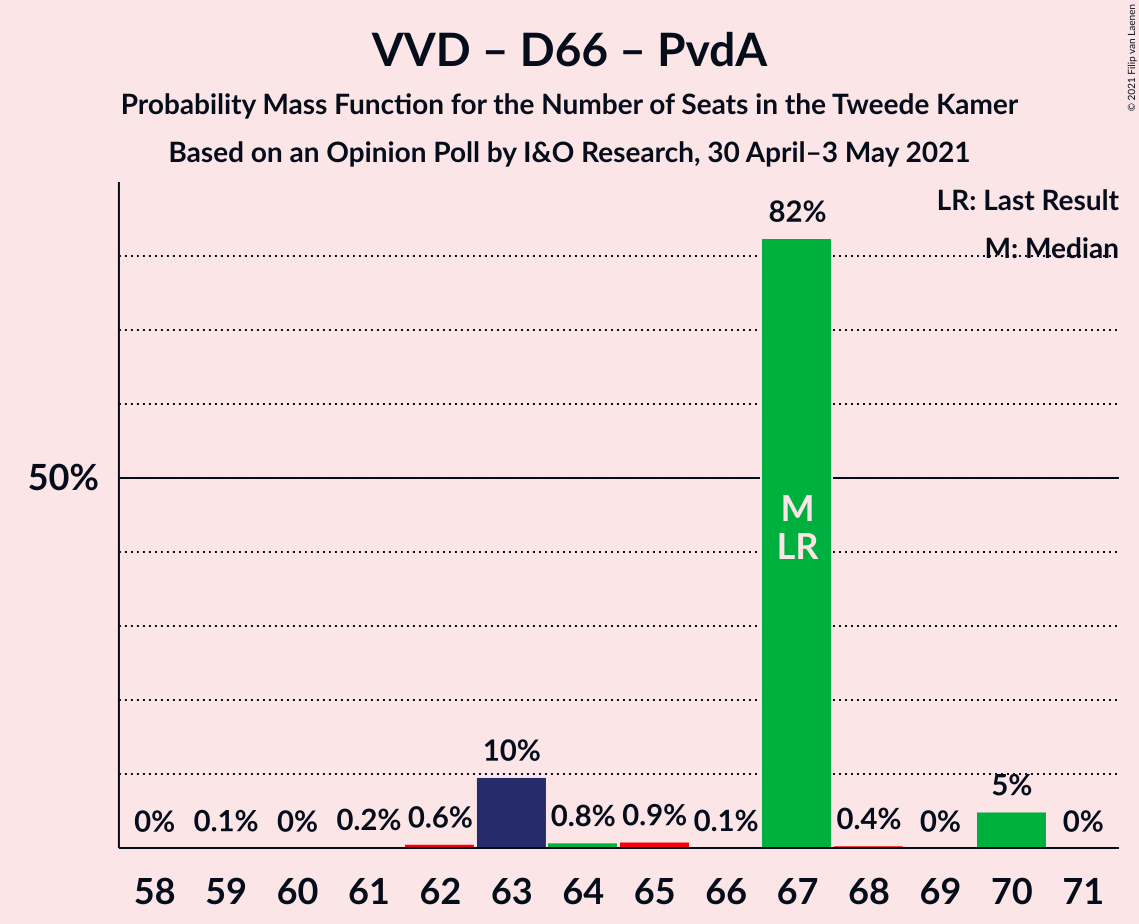 VVD – D66 – PvdA
Probability Mass Function for the Number of Seats in the Tweede Kamer
Based on an Opinion Poll by I&O Research, 30 April–3 May 2021
© 2021 Filip van Laenen
LR: Last Result
M: Median
50%
0%
0.1%
0%
0.2%
0.6%
10%
0.8%
0.9%
0.1%
82%
0.4%
0%
5%
0%
M
LR
58 59 60 61 62 63 64 65 66 67 68 69 70 71